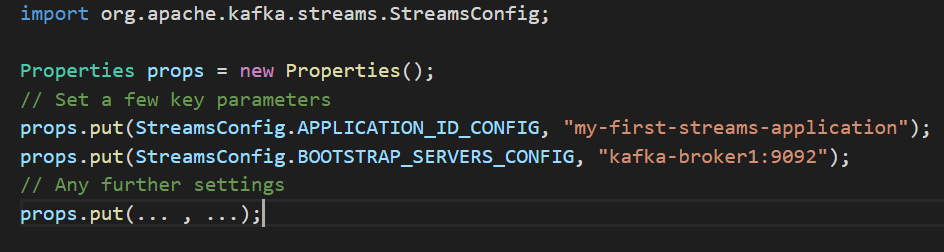 import org.apache.kafka.streams.StreamsConfig;
Properties props = new Properties();
// Set a few key parameters
props.put(StreamsConfig.APPLICATION_ID_CONFIG, "my-first-streams-application");
props.put(StreamsConfig.BOOTSTRAP_SERVERS_CONFIG, "kafka-broker1:9092");
// Any further settings
props.put(... , ...);